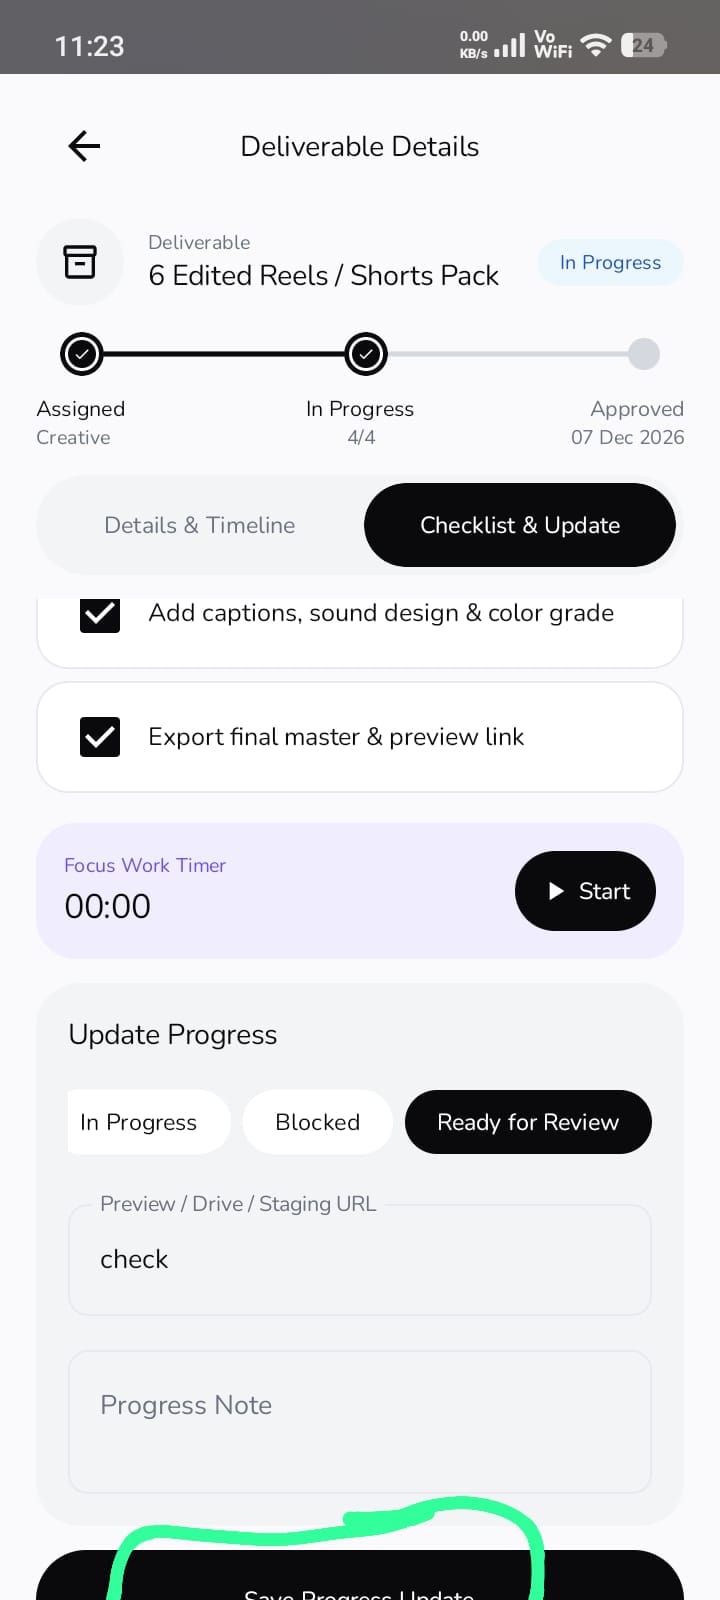 11:23
0.00 KB/s Vo WiFi 24
Deliverable Details
Deliverable
6 Edited Reels / Shorts Pack
In Progress
Assigned In Progress Approved
Creative 4/4 07 Dec 2026
Details & Timeline Checklist & Update
Add captions, sound design & color grade
Export final master & preview link
Focus Work Timer
00:00
Start
Update Progress
In Progress Blocked Ready for Review
Preview / Drive / Staging URL
check
Progress Note
Save Progress Update